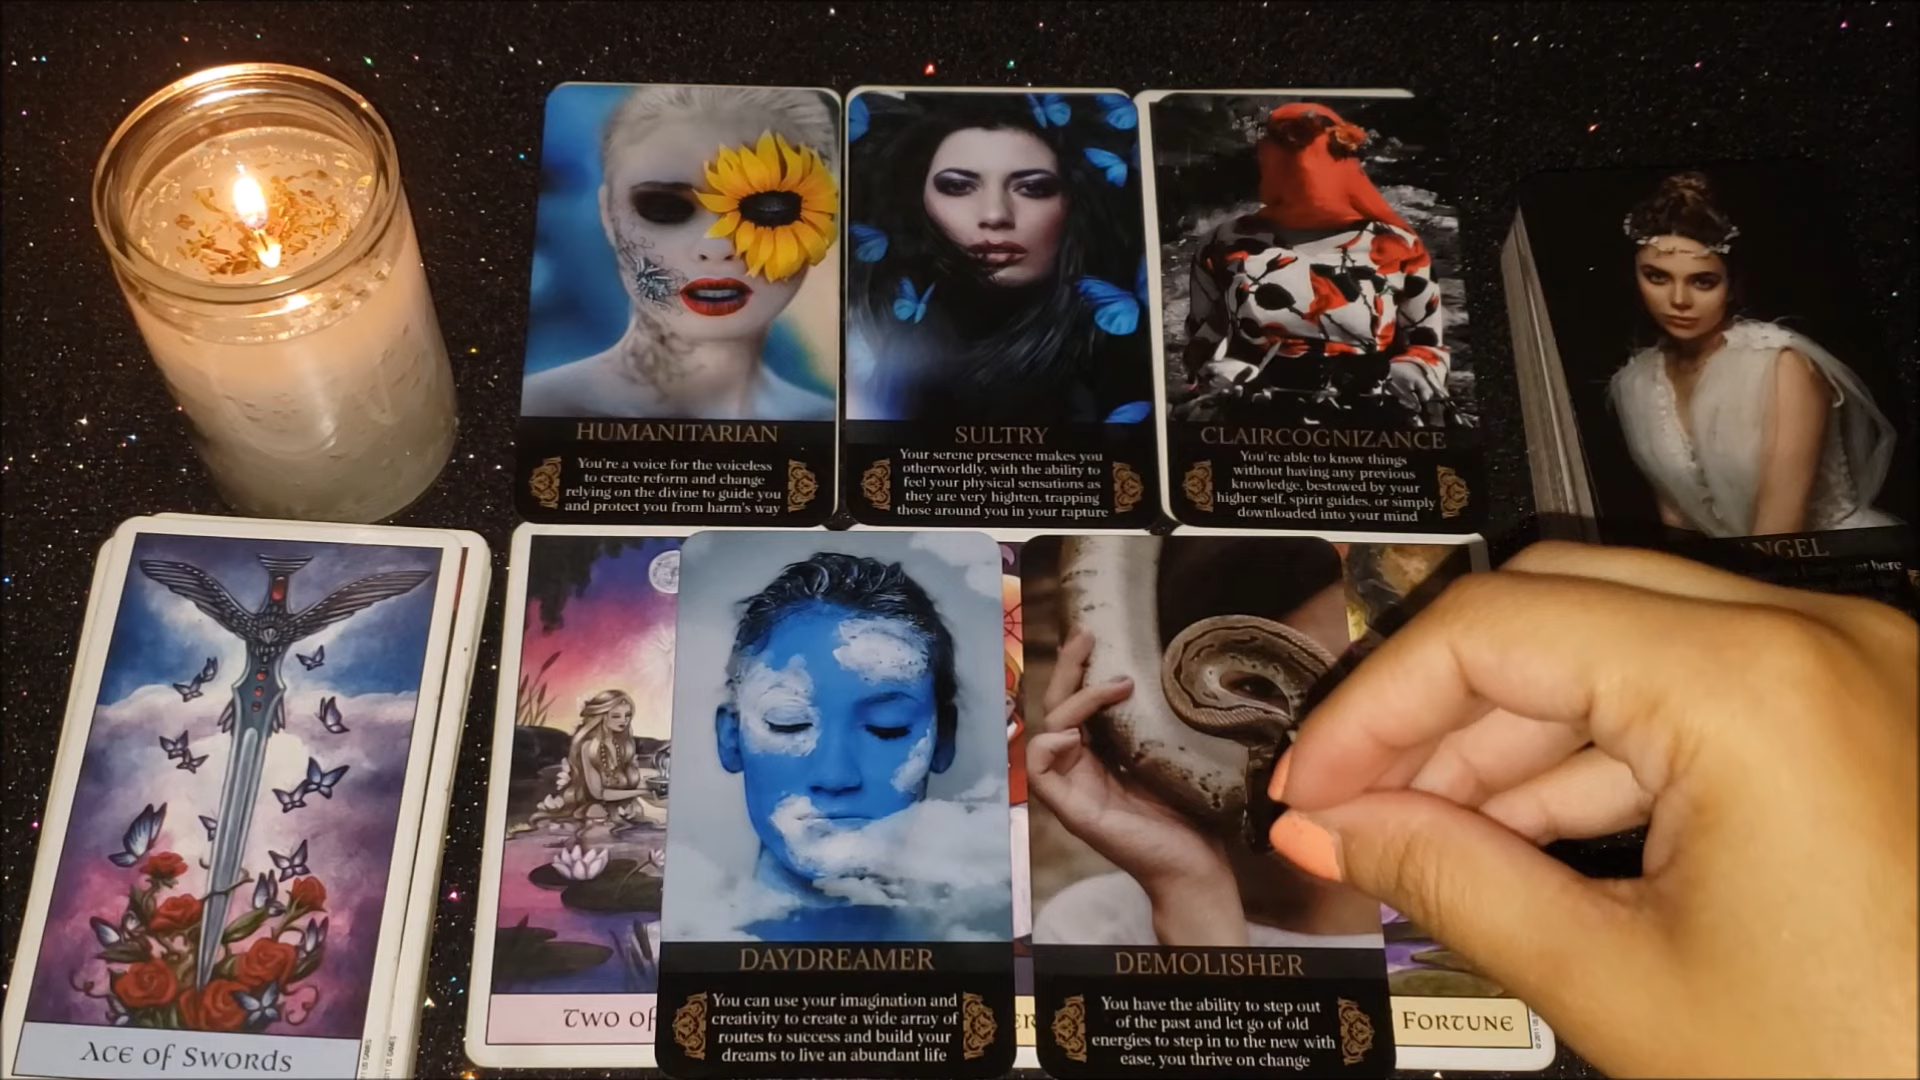 HUMANITARIAN
You're a voice for the voiceless
to create reform and change
relying on the divine to guide you
and protect you from harm's way
SULTRY
Your serene presence makes you
otherworldly, with the ability to
feel your physical sensations as
they are very highten, trapping
those around you in your rapture
CLAIRCOGNIZANCE
You're able to know things
without having any previous
knowledge, bestowed by your
higher self, spirit guides, or simply
downloaded into your mind
NGEL
here
ACE OF SWORDS
TWO OF
FORTUNE
DAYDREAMER
You can use your imagination and
creativity to create a wide array of
routes to success and build your
dreams to live an abundant life
DEMOLISHER
You have the ability to step out
of the past and let go of old
energies to step in to the new with
ease, you thrive on change